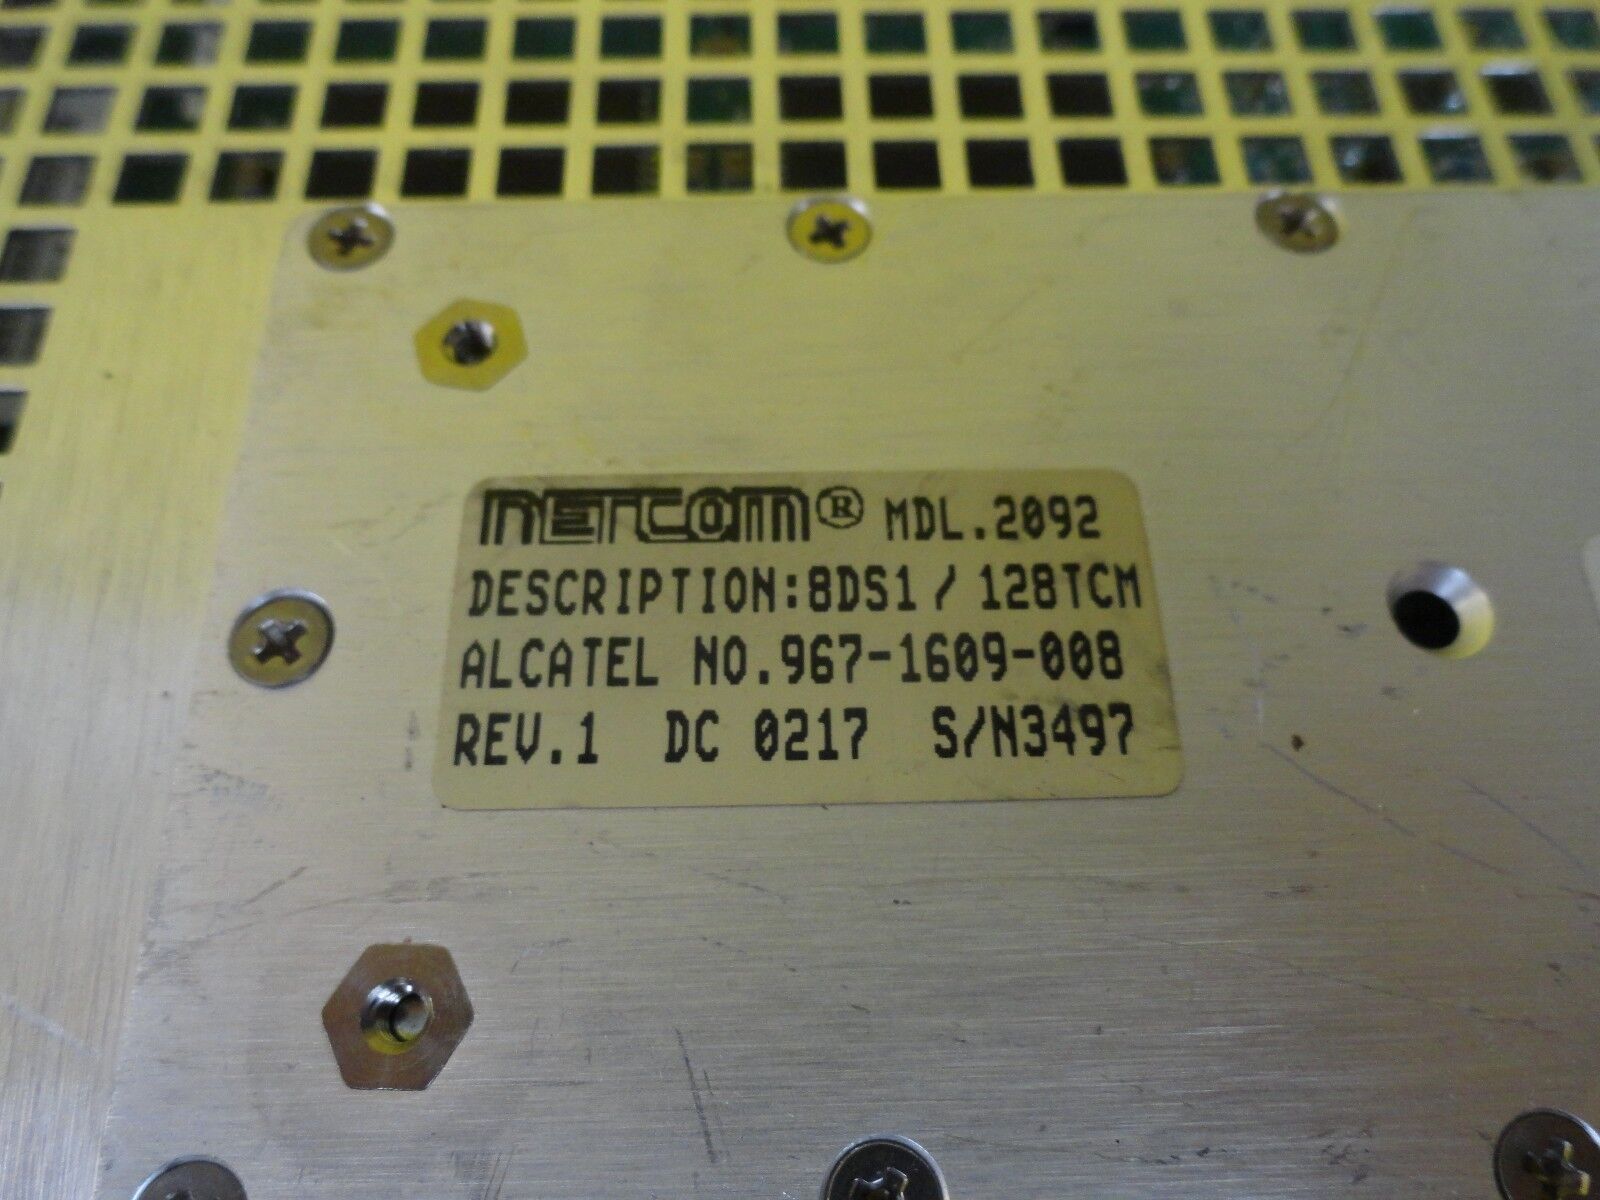 NETCOM® MDL.2092
DESCRIPTION:8DS1 / 128TCM
ALCATEL NO.967-1609-008
REV.1 DC 0217 S/N3497